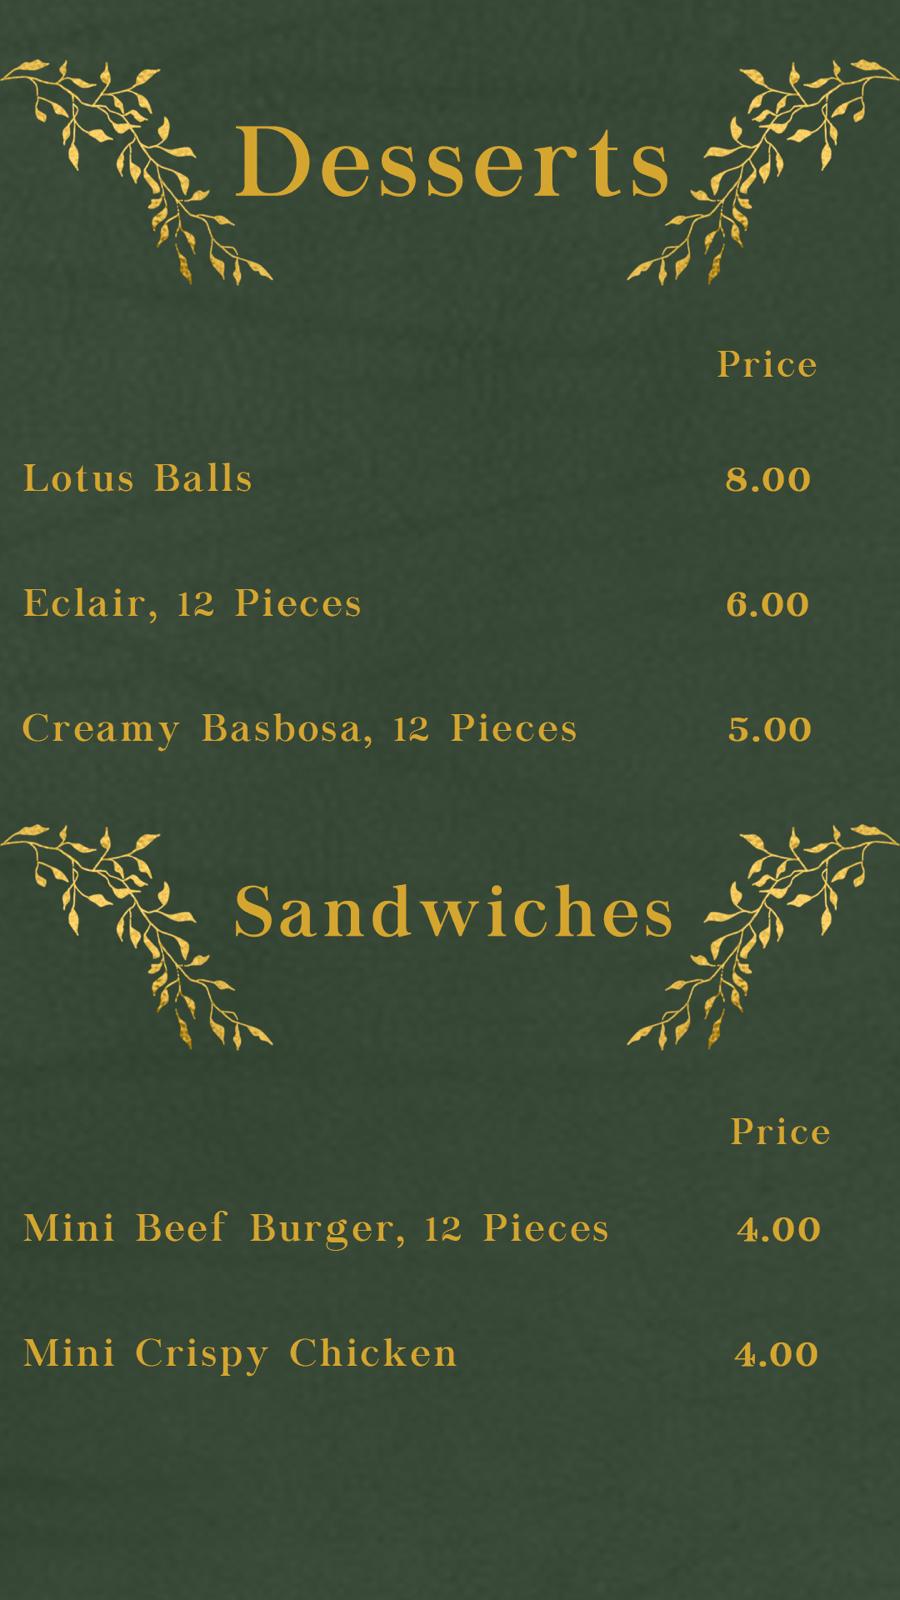 Desserts
Price
Lotus Balls 8.00
Eclair, 12 Pieces 6.00
Creamy Basbosa, 12 Pieces 5.00
Sandwiches
Price
Mini Beef Burger, 12 Pieces 4.00
Mini Crispy Chicken 4.00